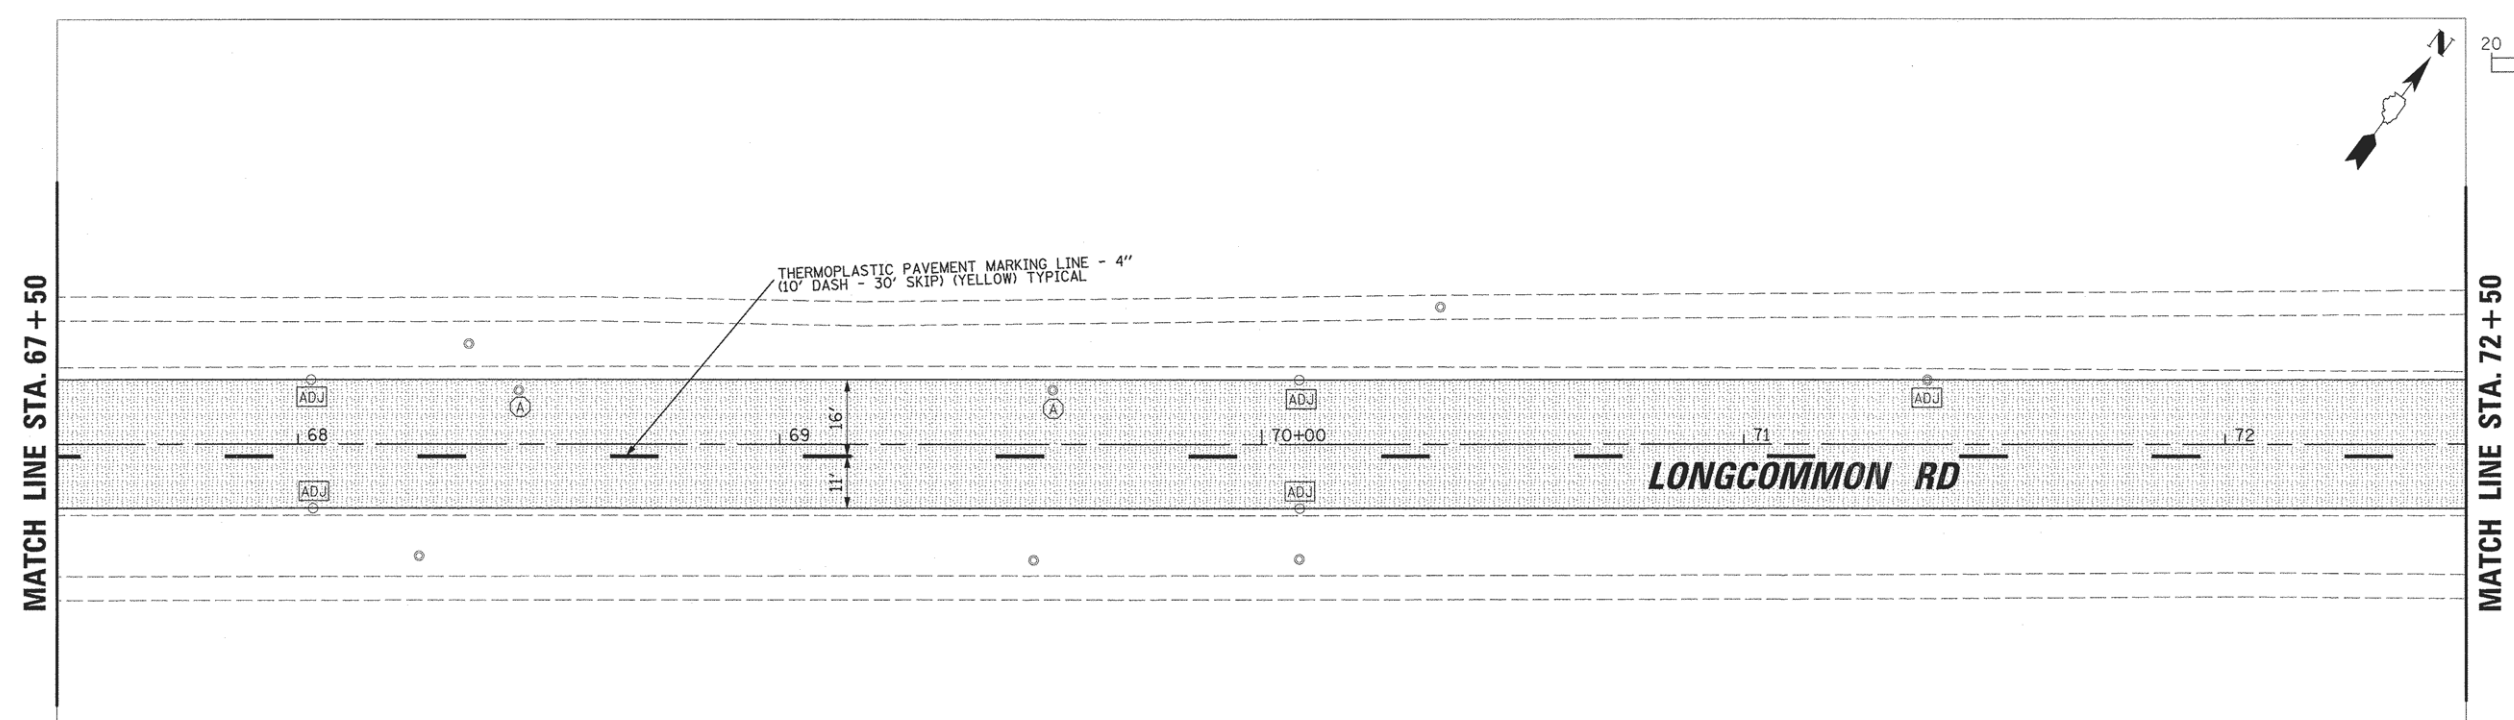 N
20
THERMOPLASTIC PAVEMENT MARKING LINE - 4"
(10' DASH - 30' SKIP) (YELLOW) TYPICAL
MATCH LINE STA. 67+50
MATCH LINE STA. 72+50
ADJ
A
A
ADJ
ADJ
16'
68
69
70+00
71
72
LONGCOMMON RD
11'
ADJ
ADJ